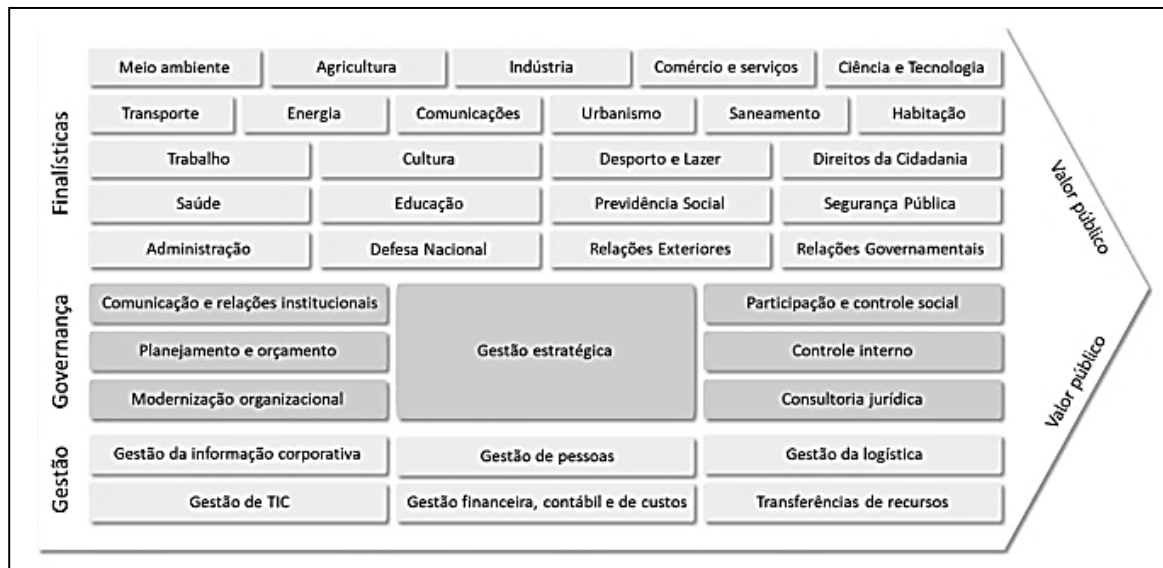 Finalísticas
Meio ambiente
Agricultura
Indústria
Comércio e serviços
Ciência e Tecnologia
Transporte
Energia
Comunicações
Urbanismo
Saneamento
Habitação
Trabalho
Cultura
Desporto e Lazer
Direitos da Cidadania
Saúde
Educação
Previdência Social
Segurança Pública
Administração
Defesa Nacional
Relações Exteriores
Relações Governamentais
Governança
Comunicação e relações institucionais
Planejamento e orçamento
Modernização organizacional
Gestão estratégica
Participação e controle social
Controle interno
Consultoria jurídica
Gestão
Gestão da informação corporativa
Gestão de pessoas
Gestão da logística
Gestão de TIC
Gestão financeira, contábil e de custos
Transferências de recursos
Valor público
Valor público